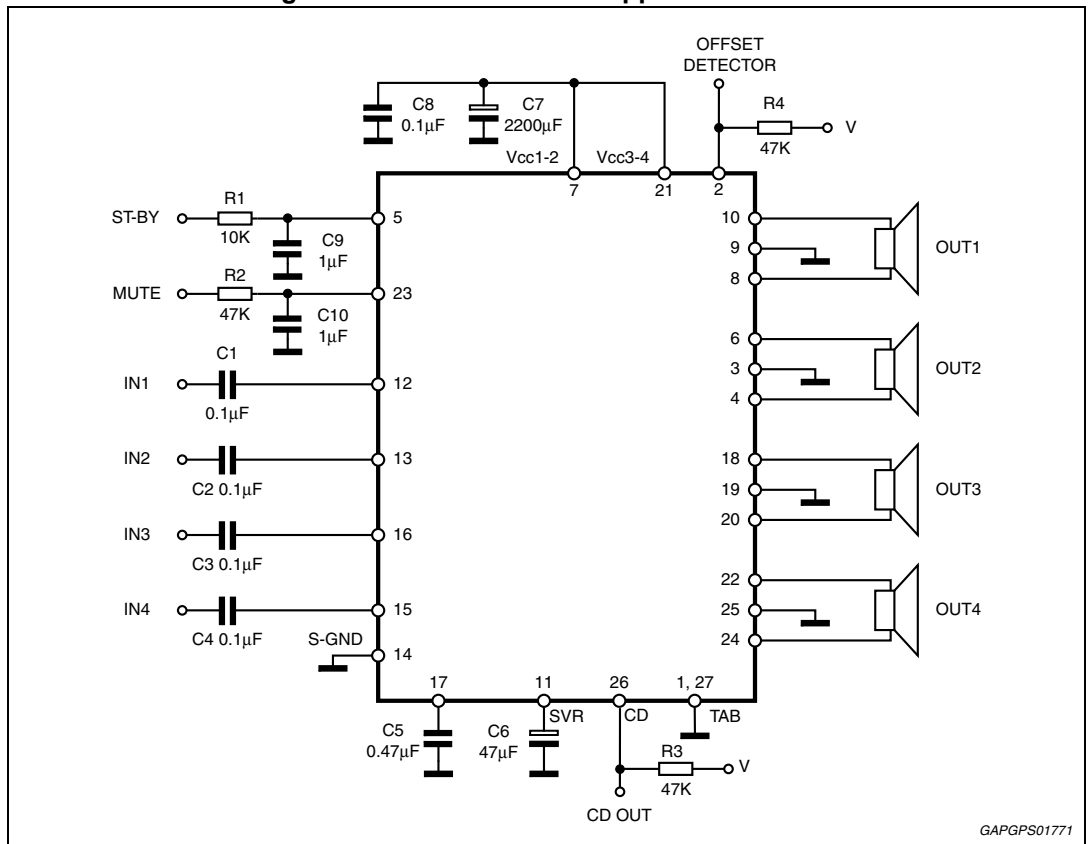 OFFSET
DETECTOR
C8
0.1μF
C7
2200μF
R4
47K
V
Vcc1-2
Vcc3-4
7
21
2
ST-BY
R1
10K
C9
1μF
5
MUTE
R2
47K
C10
1μF
23
IN1
C1
0.1μF
12
IN2
C2 0.1μF
13
IN3
C3 0.1μF
16
IN4
C4 0.1μF
15
S-GND
14
10
9
8
OUT1
6
3
4
OUT2
18
19
20
OUT3
22
25
24
OUT4
17
11
26
1, 27
SVR
CD
TAB
C5
0.47μF
C6
47μF
R3
47K
V
CD OUT
GAPGPS01771